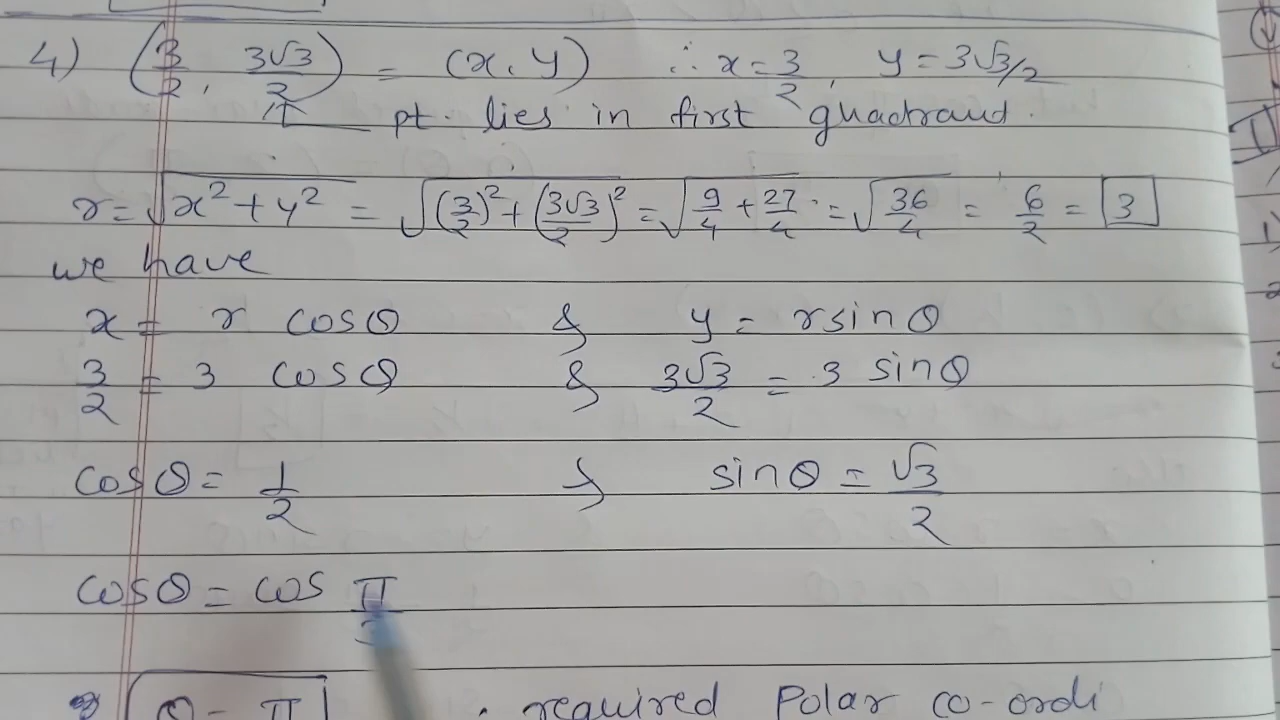 4) (3/2, 3√3/2) = (x, y) ∴ x = 3/2, y = 3√3/2
pt. lies in first quadrant.
r = √x² + y² = √(3/2)² + (3√3/2)² = √9/4 + 27/4 = √36/4 = 6/2 = 3
we have
x = r cosθ & y = r sinθ
3/2 = 3 cosθ & 3√3/2 = 3 sinθ
cosθ = 1/2 & sinθ = √3/2
cosθ = cos π/3
θ = π required Polar co-ordi